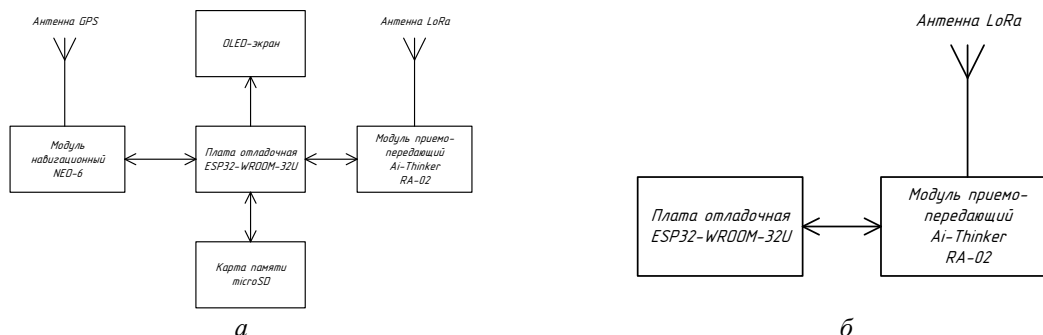 Антенна GPS
OLED-экран
Антенна LoRa
Модуль
навигационный
NEO-6
Плата отладочная
ESP32-WROOM-32U
Модуль приемо-
передающий
Ai-Thinker
RA-02
Карта памяти
microSD
а
Антенна LoRa
Плата отладочная
ESP32-WROOM-32U
Модуль приемо-
передающий
Ai-Thinker
RA-02
б